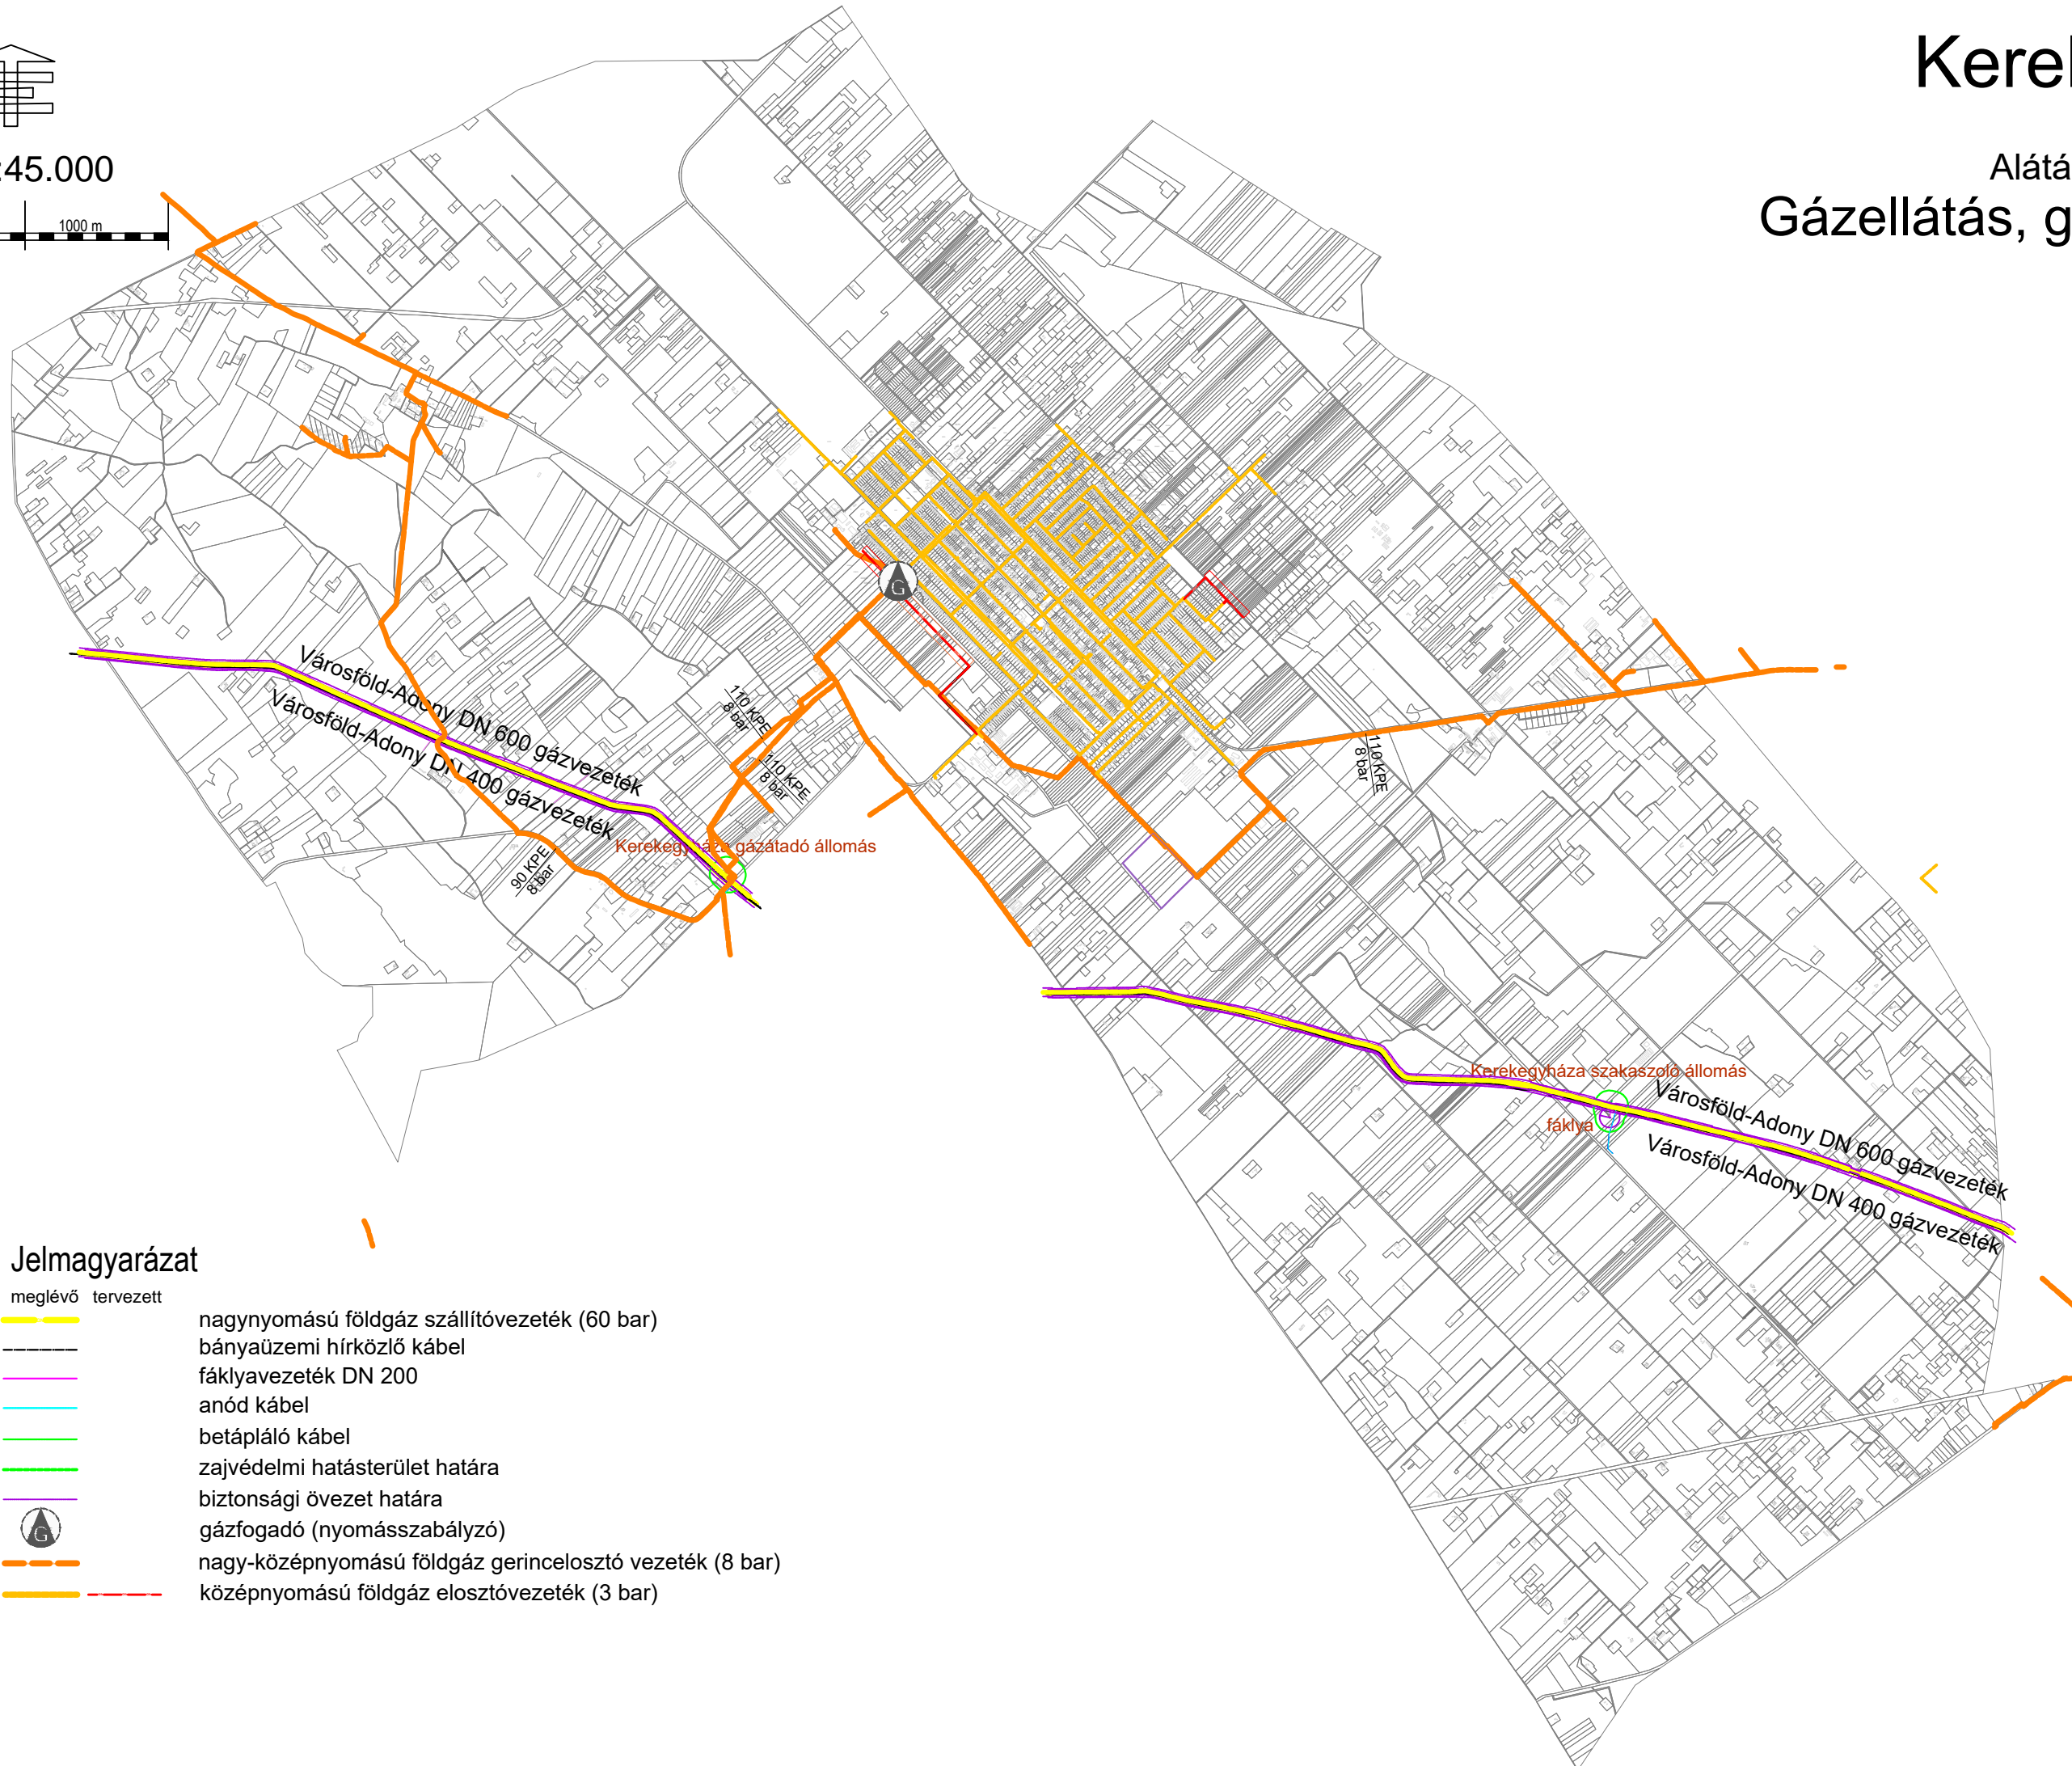 Kerek
:45.000
1000 m
Alátá
Gázellátás, g
G
Városföld-Adony DN 600 gázvezeték
Városföld-Adony DN 400 gázvezeték
110 KPE
8 bar
110 KPE
8 bar
110 KPE
8 bar
90 KPE
8 bar
Kerekegyháza gázátadó állomás
Kerekegyháza szakaszoló állomás
fáklya
Városföld-Adony DN 600 gázvezeték
Városföld-Adony DN 400 gázvezeték
Jelmagyarázat
meglévő tervezett
nagynyomású földgáz szállítóvezeték (60 bar)
bányaüzemi hírközlő kábel
fáklyavezeték DN 200
anód kábel
betápláló kábel
zajvédelmi hatásterület határa
biztonsági övezet határa
G gázfogadó (nyomásszabályzó)
nagy-középnyomású földgáz gerincelosztó vezeték (8 bar)
középnyomású földgáz elosztóvezeték (3 bar)